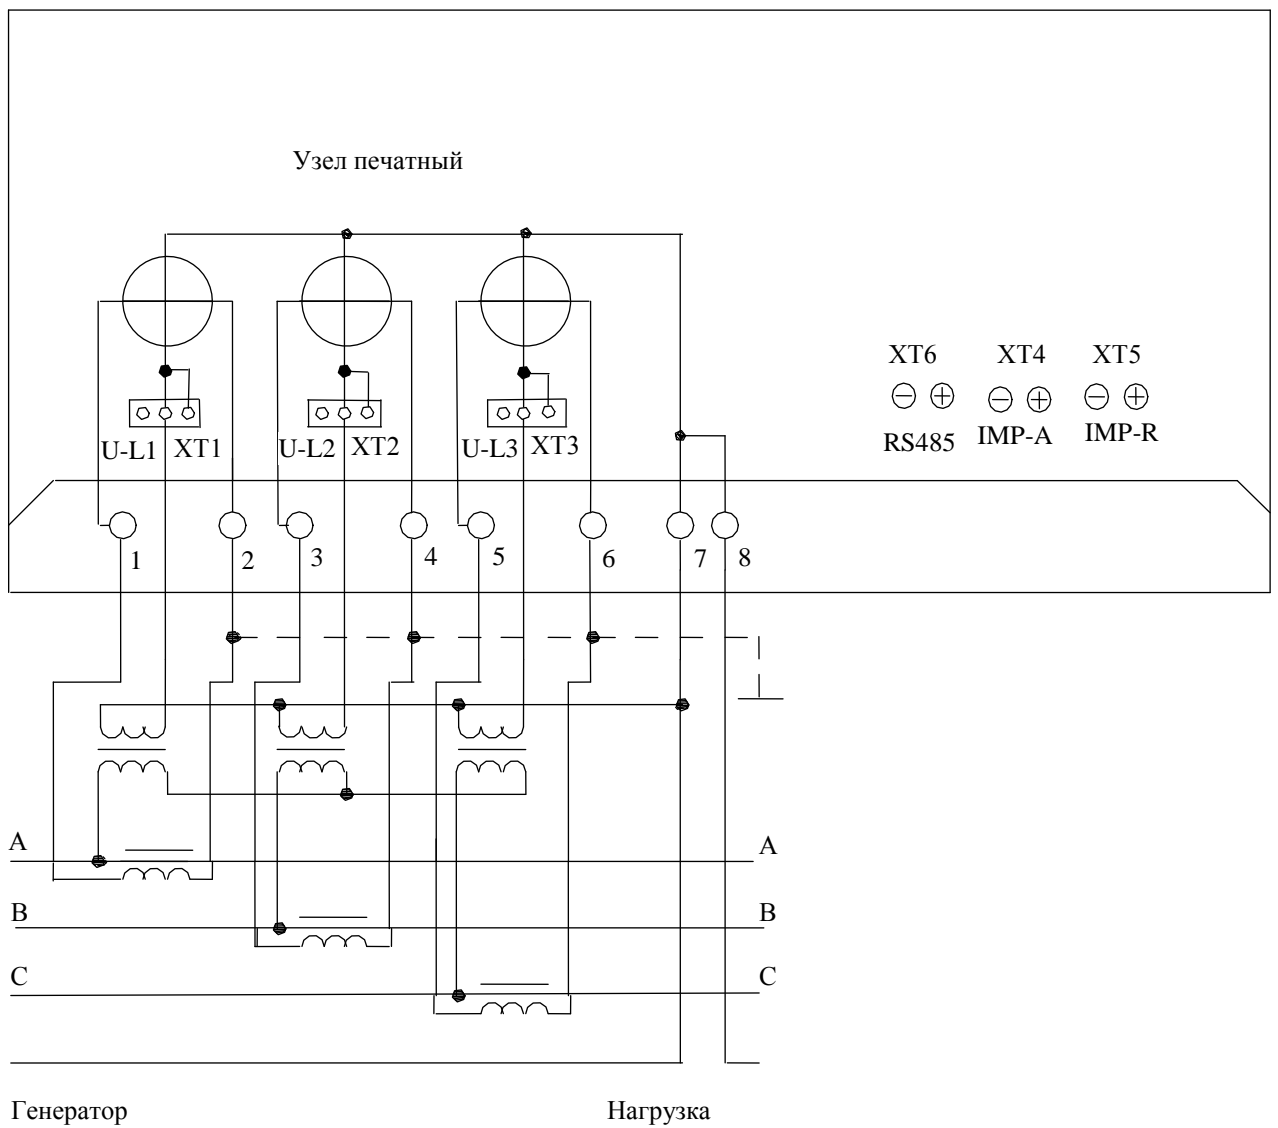 Узел печатный
XT6 XT4 XT5
RS485 IMP-A IMP-R
U-L1 XT1 U-L2 XT2 U-L3 XT3
1 2 3 4 5 6 7 8
A A
B B
C C
Генератор Нагрузка